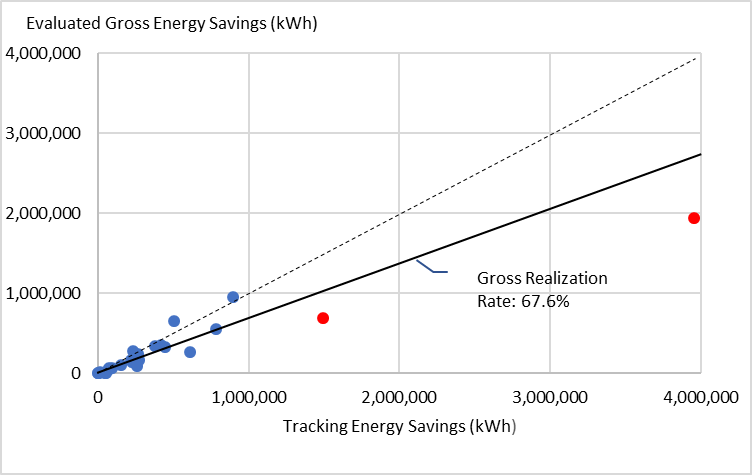 Evaluated Gross Energy Savings (kWh)
4,000,000
3,000,000
2,000,000
1,000,000
0
Gross Realization
Rate: 67.6%
0
1,000,000
2,000,000
3,000,000
4,000,000
Tracking Energy Savings (kWh)